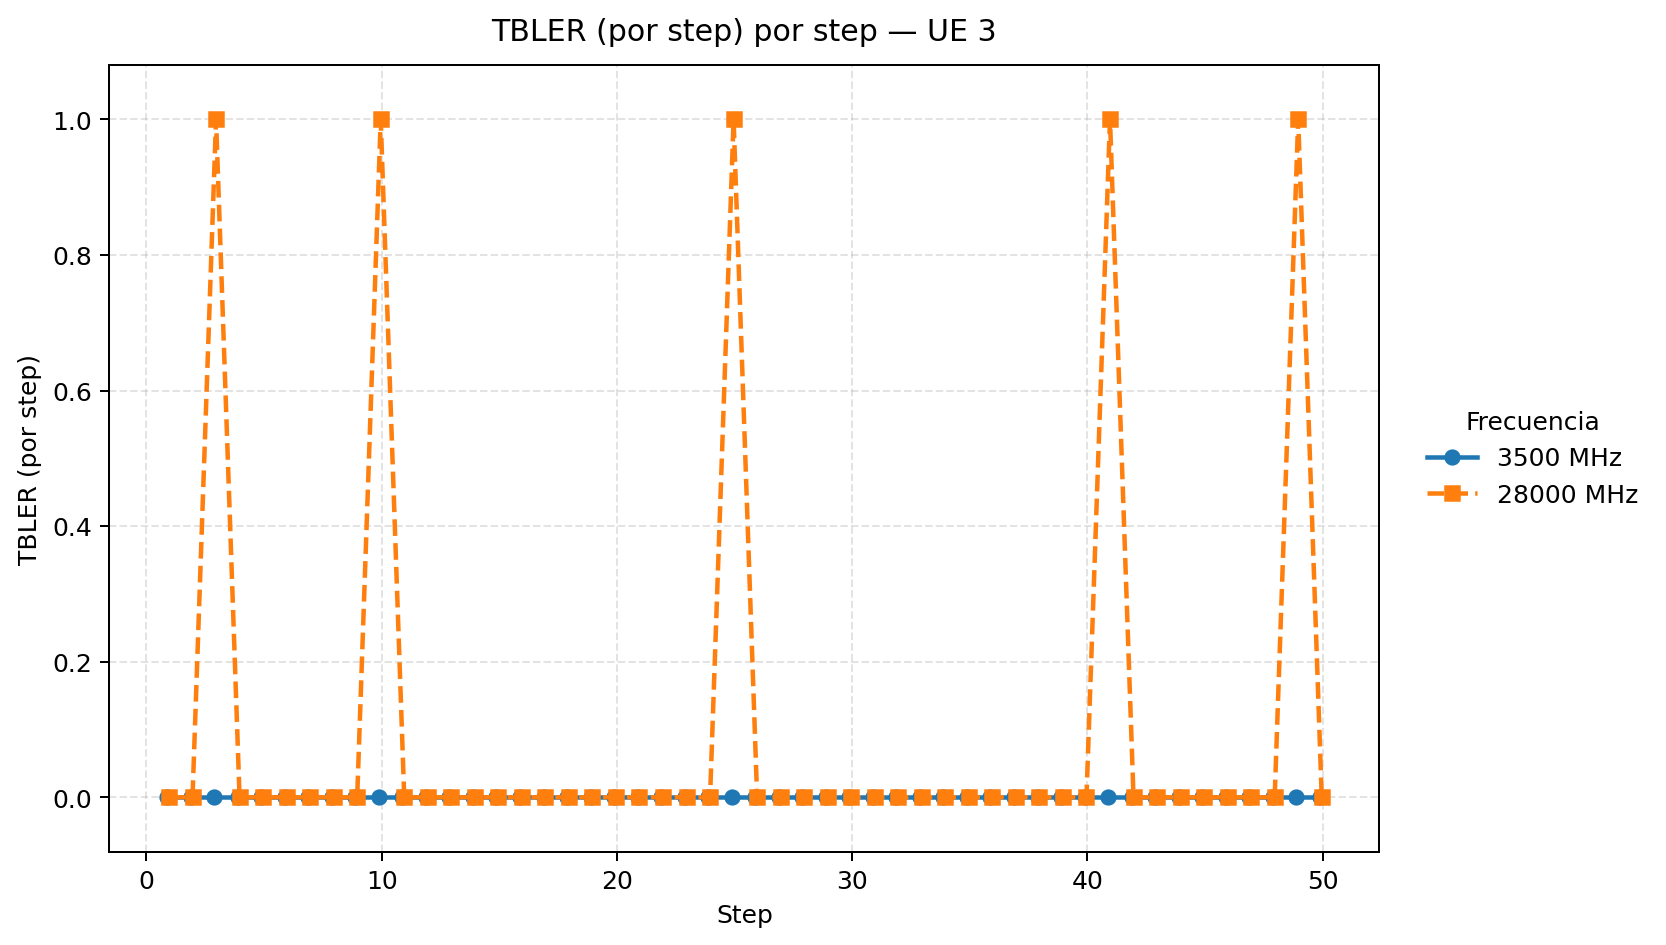 TBLER (por step) por step — UE 3
1.0
0.8
0.6
0.4
0.2
0.0
TBLER (por step)
0 10 20 30 40 50
Step
Frecuencia
3500 MHz
28000 MHz